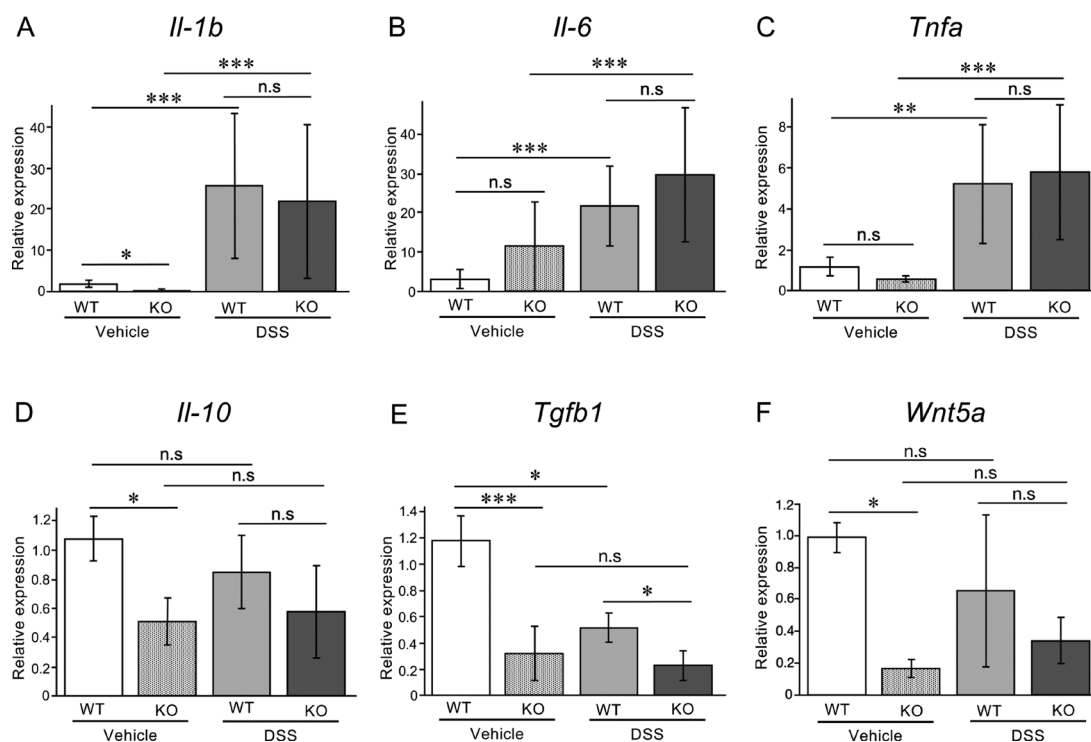 A Il-1b
***
n.s
***
*
Relative expression
40
30
20
10
0
WT KO WT KO
Vehicle DSS
B Il-6
***
n.s
***
n.s
Relative expression
40
30
20
10
0
WT KO WT KO
Vehicle DSS
C Tnfa
***
n.s
**
n.s
Relative expression
8
6
4
2
0
WT KO WT KO
Vehicle DSS
D Il-10
n.s
n.s
*
n.s
Relative expression
1.2
1.0
0.8
0.6
0.4
0.2
0
WT KO WT KO
Vehicle DSS
E Tgfb1
*
***
n.s
*
Relative expression
1.4
1.2
1.0
0.8
0.6
0.4
0.2
0
WT KO WT KO
Vehicle DSS
F Wnt5a
n.s
n.s
n.s
*
Relative expression
1.2
1.0
0.8
0.6
0.4
0.2
0
WT KO WT KO
Vehicle DSS